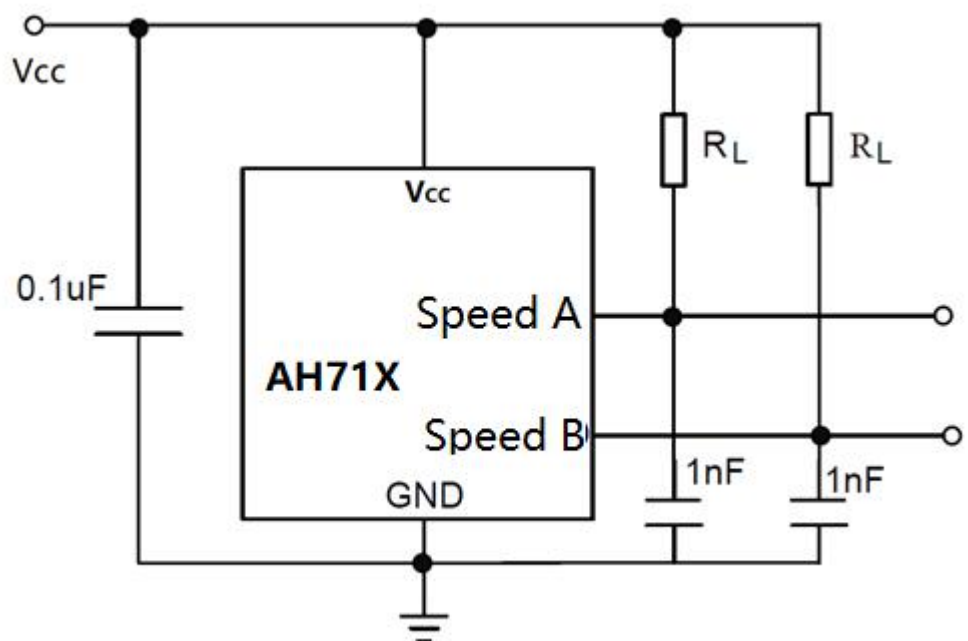 Vcc
Vcc
RL
RL
0.1uF
Speed A
AH71X
Speed B
1nF
1nF
GND